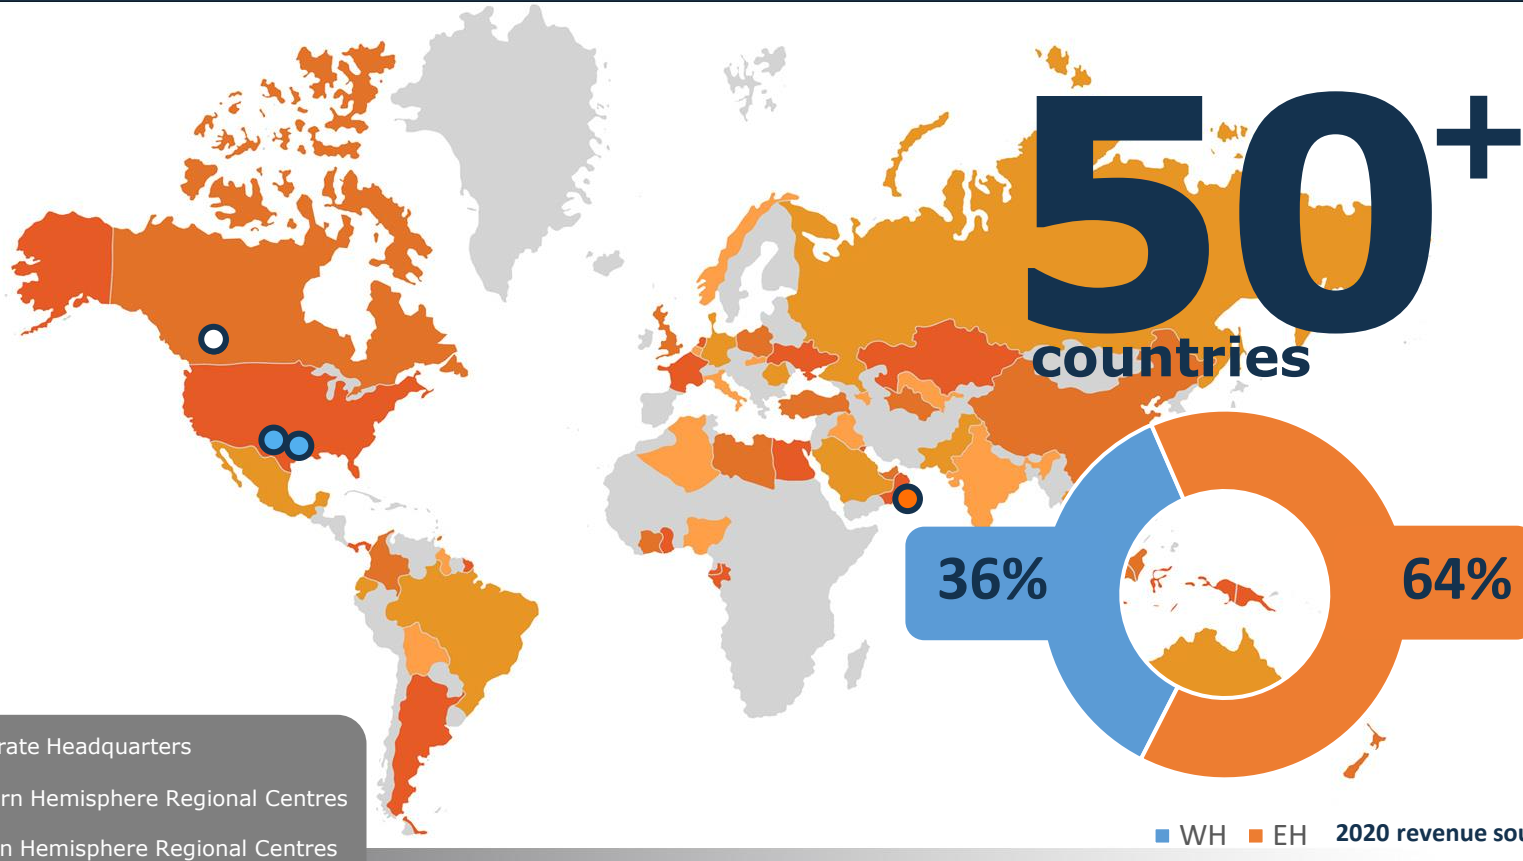 50+
countries
36%
64%
rate Headquarters
rn Hemisphere Regional Centres
n Hemisphere Regional Centres
WH EH 2020 revenue sou